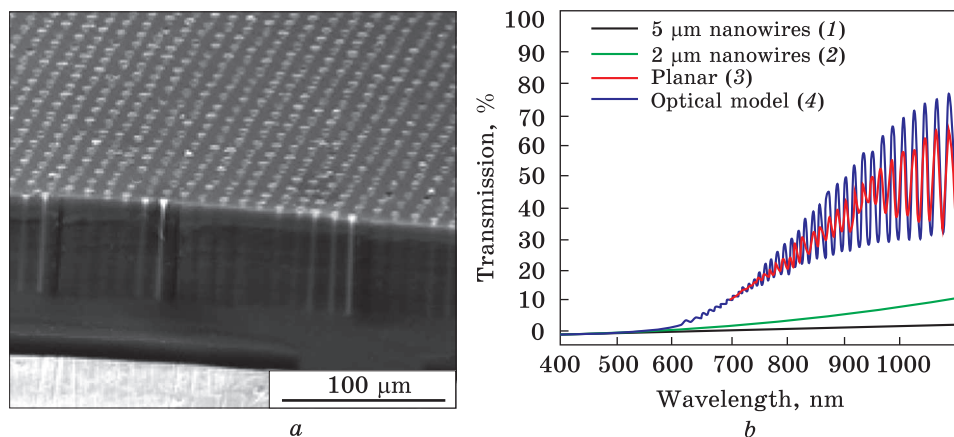 100 μm
a
100
90
80
70
60
50
40
30
20
10
0
Transmission, %
5 μm nanowires (1)
2 μm nanowires (2)
Planar (3)
Optical model (4)
400 500 600 700 800 900 1000
Wavelength, nm
b